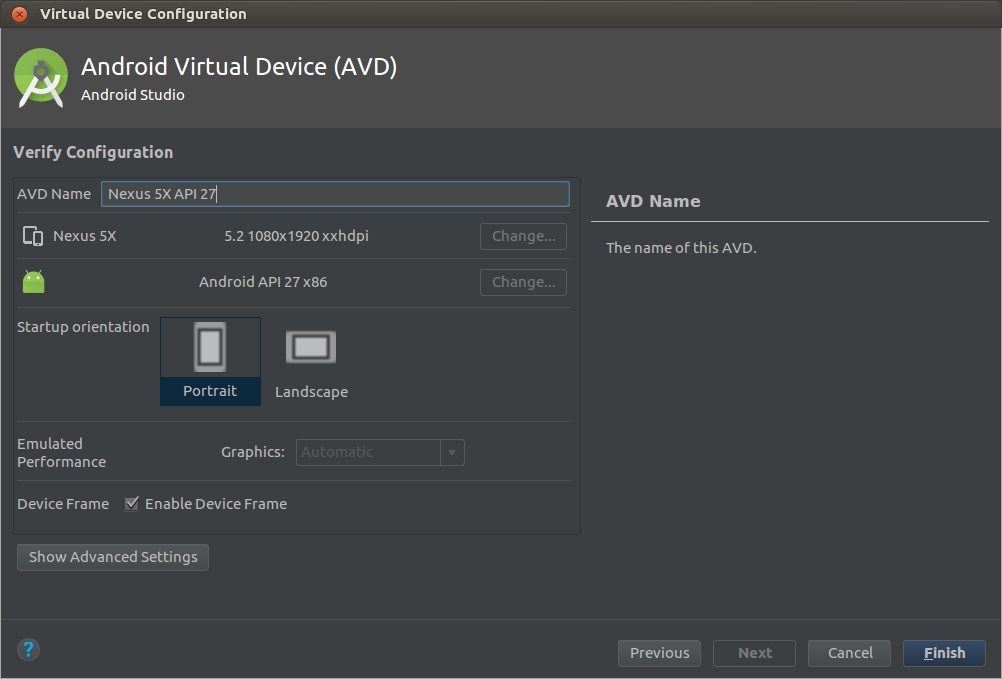 Virtual Device Configuration
Android Virtual Device (AVD)
Android Studio
Verify Configuration
AVD Name Nexus 5X API 27
Nexus 5X 5.2 1080x1920 xxhdpi Change...
Android API 27 x86 Change...
Startup orientation
Portrait Landscape
Emulated
Performance Graphics: Automatic
Device Frame Enable Device Frame
Show Advanced Settings
AVD Name
The name of this AVD.
? Previous Next Cancel Finish